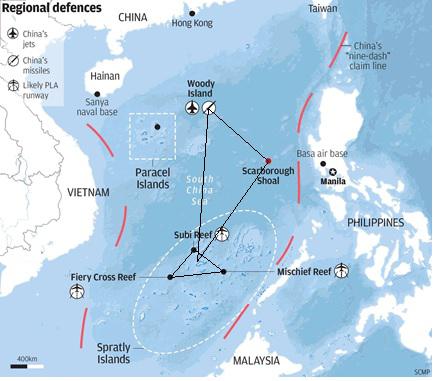 Regional defences
China's
jets
China's
missiles
Likely PLA
runway
CHINA
Hong Kong
Taiwan
China's
"nine-dash"
claim line
Hainan
Sanya
naval base
Woody
Island
Paracel
Islands
South
China
Sea
Scarborough
Shoal
Basa air base
Manila
VIETNAM
PHILIPPINES
Subi Reef
Fiery Cross Reef
Mischief Reef
Spratly
Islands
MALAYSIA
400km
SCMP